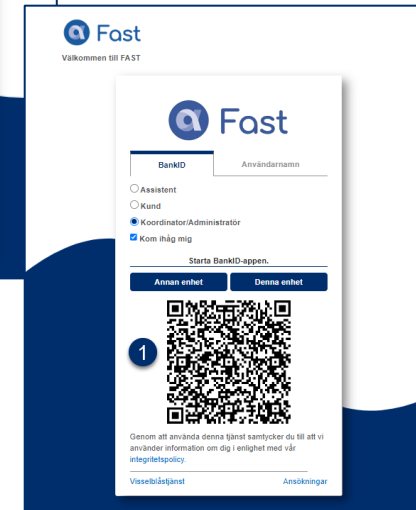 Fast
Välkommen till FAST
Fast
BankID
Användarnamn
Assistent
Kund
Koordinator/Administratör
Kom ihåg mig
Starta BankID-appen.
Annan enhet
Denna enhet
1
Genom att använda denna tjänst samtycker du till att vi
använder information om dig i enlighet med vår
integritetspolicy.
Visselblåstjänst
Ansökningar